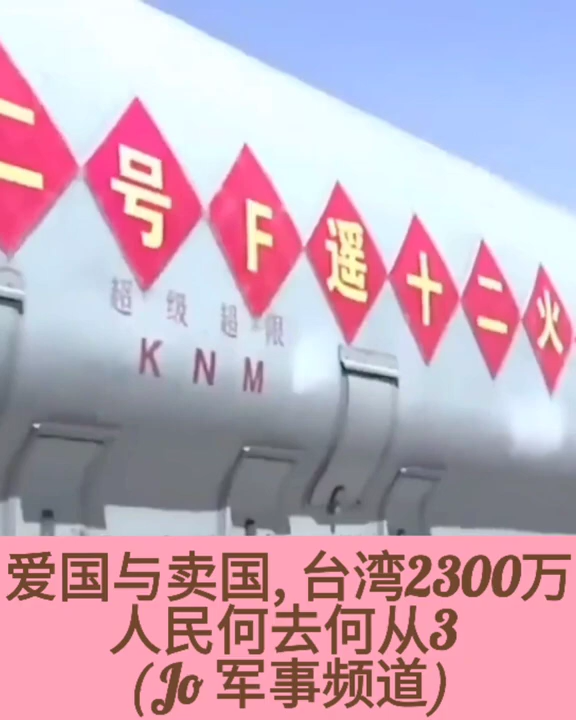 二号F遥十二火
超级超限
KNM
爱国与卖国,台湾2300万
人民何去何从3
(Jo 军事频道)